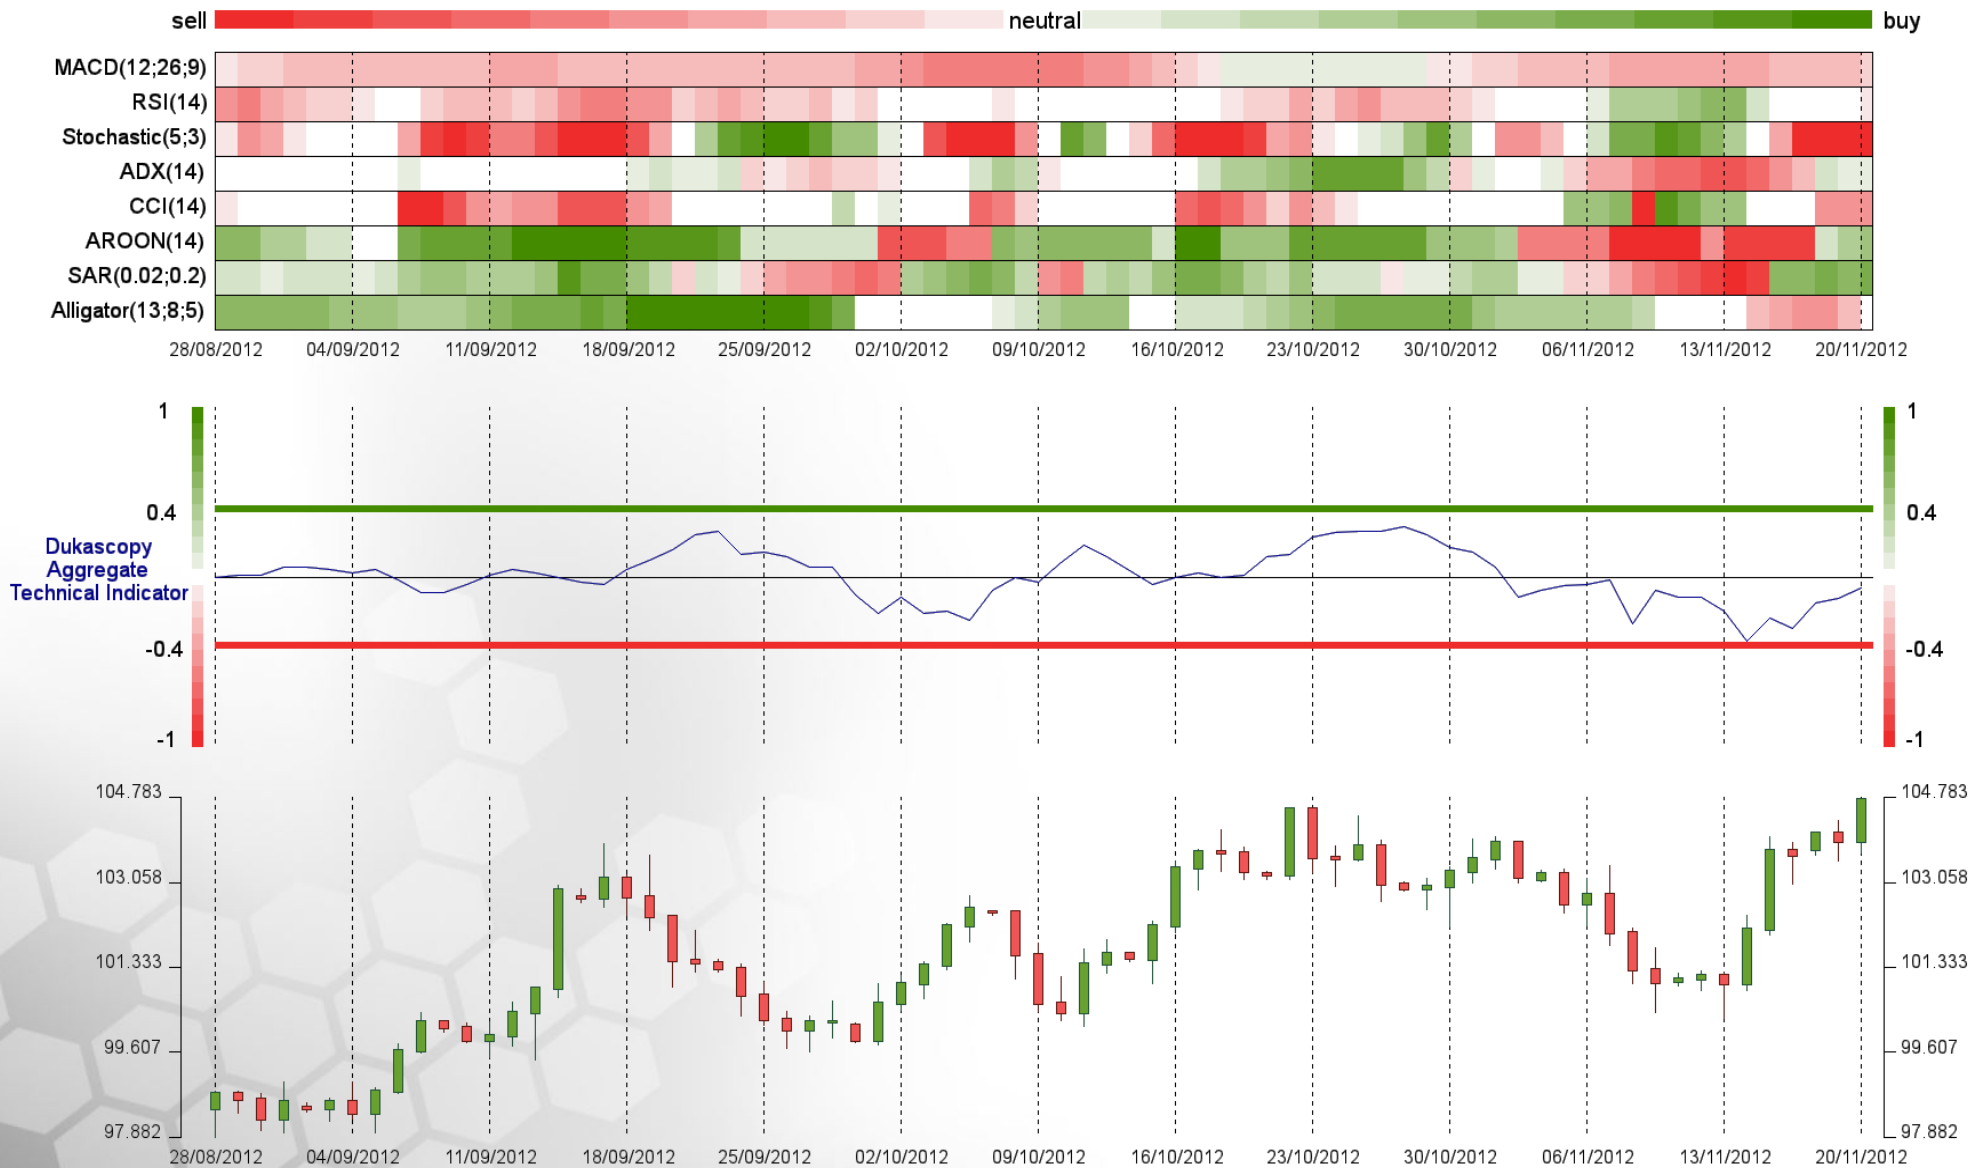 sell neutral buy
MACD(12;26;9)
RSI(14)
Stochastic(5;3)
ADX(14)
CCI(14)
AROON(14)
SAR(0.02;0.2)
Alligator(13;8;5)
28/08/2012 04/09/2012 11/09/2012 18/09/2012 25/09/2012 02/10/2012 09/10/2012 16/10/2012 23/10/2012 30/10/2012 06/11/2012 13/11/2012 20/11/2012
1 1
0.4 0.4
Dukascopy
Aggregate
Technical Indicator
-0.4 -0.4
-1 -1
104.783 104.783
103.058 103.058
101.333 101.333
99.607 99.607
97.882 97.882
28/08/2012 04/09/2012 11/09/2012 18/09/2012 25/09/2012 02/10/2012 09/10/2012 16/10/2012 23/10/2012 30/10/2012 06/11/2012 13/11/2012 20/11/2012